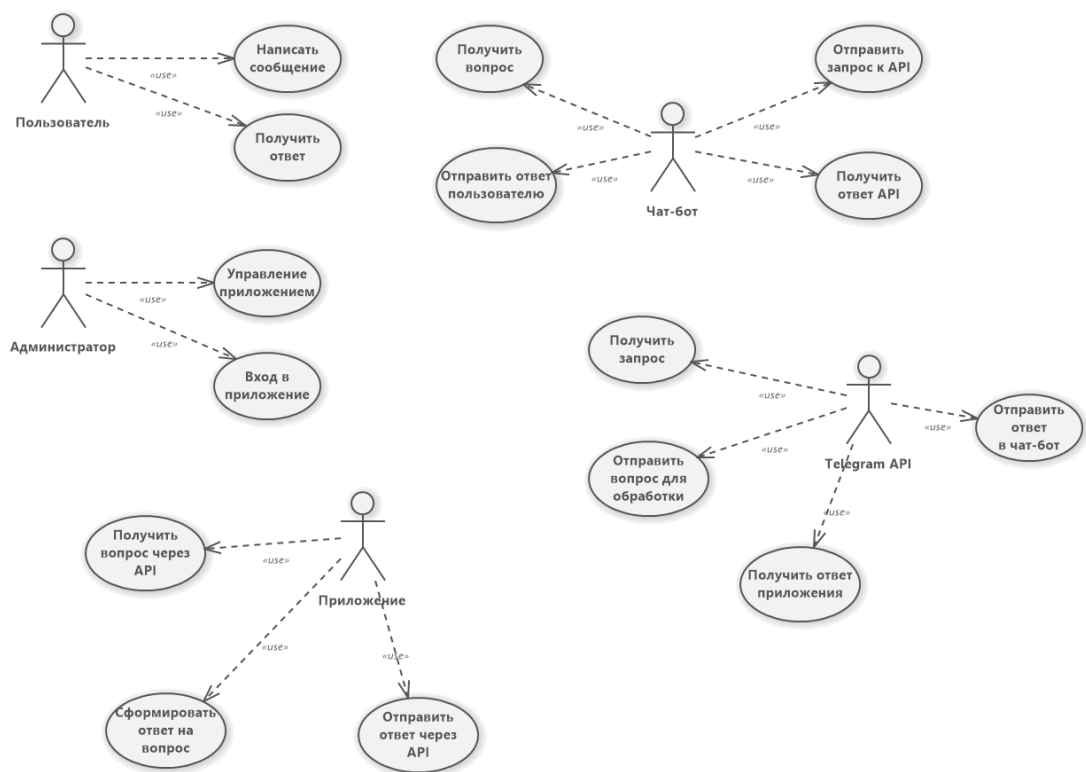 Написать
сообщение
«use»
«use»
Получить
ответ
Пользователь
Получить
вопрос
Отправить
запрос к API
«use»
«use»
Отправить ответ
пользователю
«use»
«use»
Получить
ответ API
Чат-бот
Управление
приложением
«use»
«use»
Вход в
приложение
Администратор
Получить
запрос
«use»
Отправить
ответ
в чат-бот
«use»
«use»
Отправить
вопрос для
обработки
Telegram API
«use»
Получить ответ
приложения
Получить
вопрос через
API
«use»
Приложение
«use»
«use»
Сформировать
ответ на
вопрос
Отправить
ответ через
API